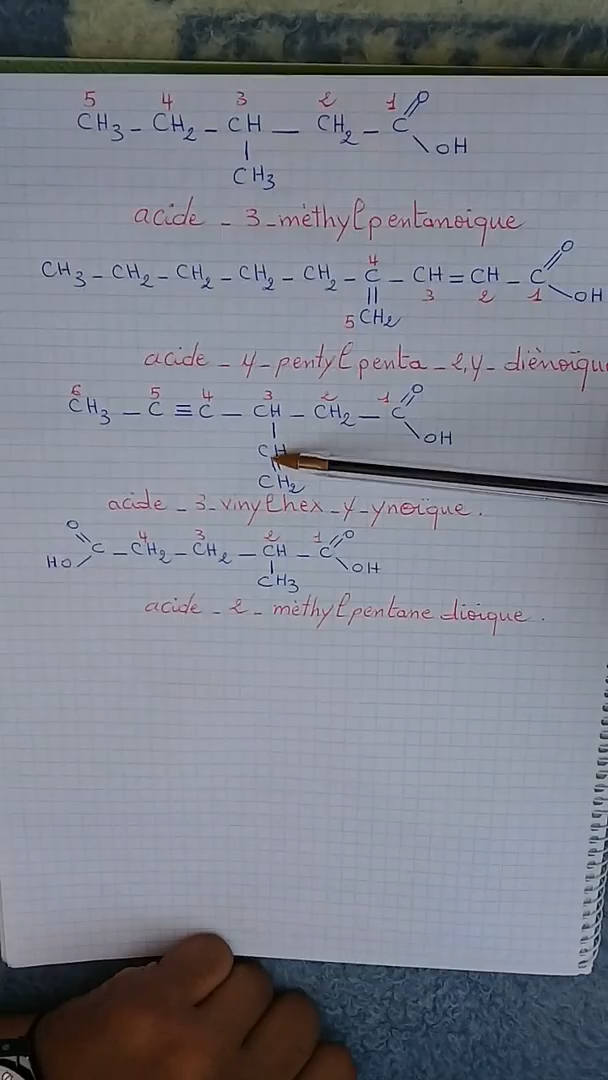 5 4 3 2 1 O
CH3 - CH2 - CH — CH2 - C
OH
CH3
acide - 3-méthylpentanoïque
O
4
CH3 - CH2 - CH2 - CH2 - CH2 - C - CH = CH - C
3 2 1 OH
5 CH2
acide - 4-pentylpenta-2,4-diènoïqu
6 5 4 3 2 1 O
CH3 - C ≡ C - CH - CH2 - C
OH
CH
CH2
acide - 3-vinylhex-4-ynoïque.
O 4 3 2 1 O
C - CH2 - CH2 - CH - C
HO OH
CH3
acide - 2 - méthylpentane dioïque.